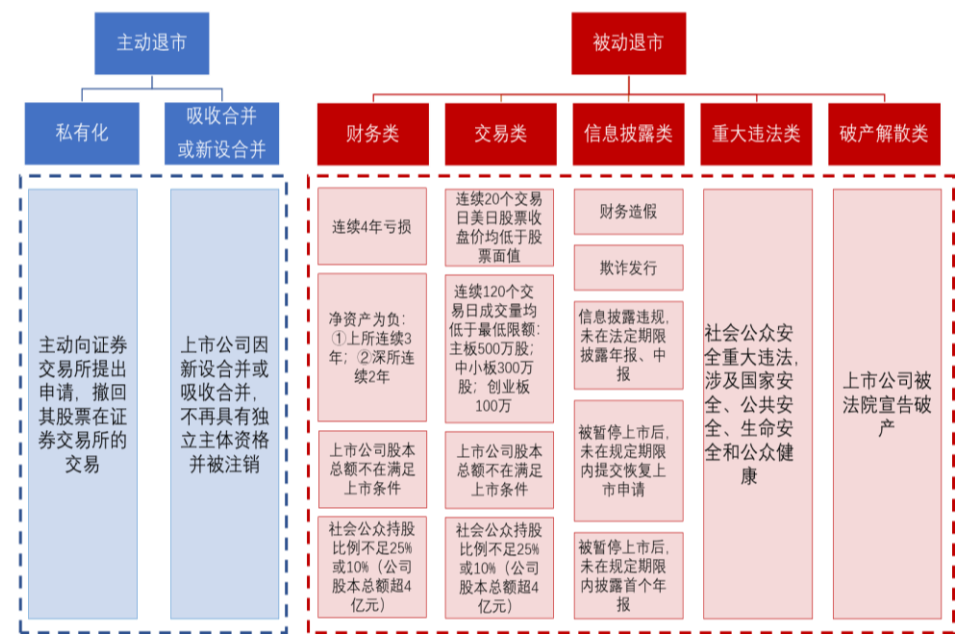 主动退市
私有化
吸收合并
或新设合并
主动向证券
交易所提出
申请，撤回
其股票在证
券交易所的
交易
上市公司因
新设合并或
吸收合并，
不再具有独
立主体资格
并被注销
被动退市
财务类
交易类
信息披露类
重大违法类
破产解散类
连续4年亏损
净资产为负：
①上所连续3
年；②深所连
续2年
上市公司股本
总额不在满足
上市条件
社会公众持股
比例不足25%
或10%（公司
股本总额超4
亿元）
连续20个交易
日美日股票收
盘价均低于股
票面值
连续120个交
易日成交量均
低于最低限额：
主板500万股；
中小板300万
股；创业板
100万
上市公司股本
总额不在满足
上市条件
社会公众持股
比例不足25%
或10%（公司
股本总额超4
亿元）
财务造假
欺诈发行
信息披露违规，
未在法定期限
披露年报、中
报
被暂停上市后，
未在规定期限
内提交恢复上
市申请
被暂停上市后，
未在规定期限
内披露首个年
报
社会公众安
全重大违法，
涉及国家安
全、公共安
全、生命安
全和公众健
康
上市公司被
法院宣告破
产